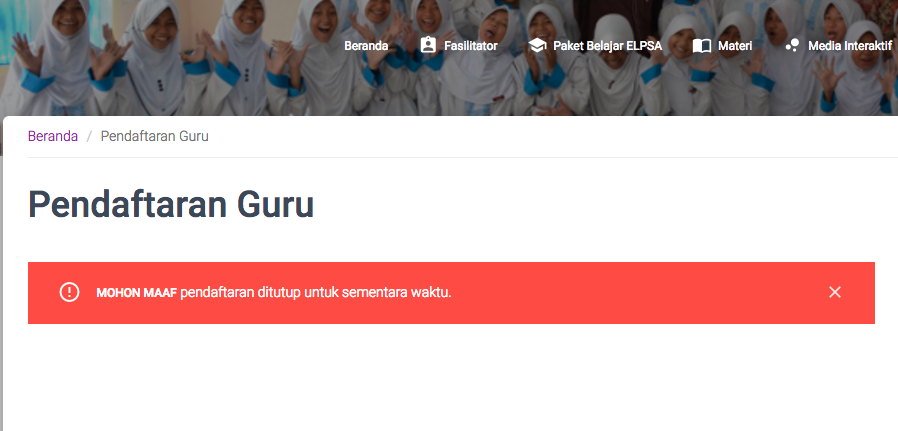 Beranda Fasilitator Paket Belajar ELPSA Materi Media Interaktif
Beranda / Pendaftaran Guru
Pendaftaran Guru
MOHON MAAF pendaftaran ditutup untuk sementara waktu.